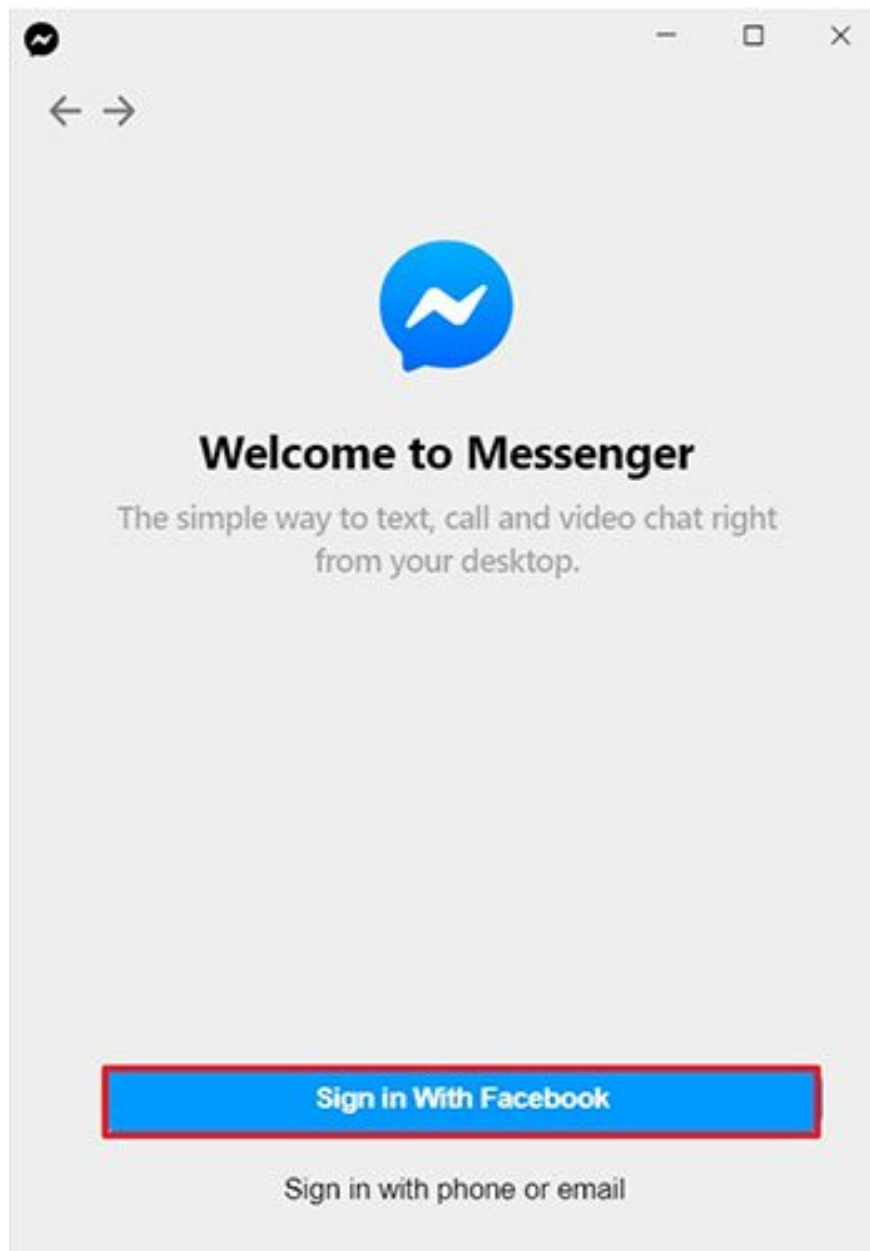 Welcome to Messenger
The simple way to text, call and video chat right
from your desktop.
Sign in With Facebook
Sign in with phone or email